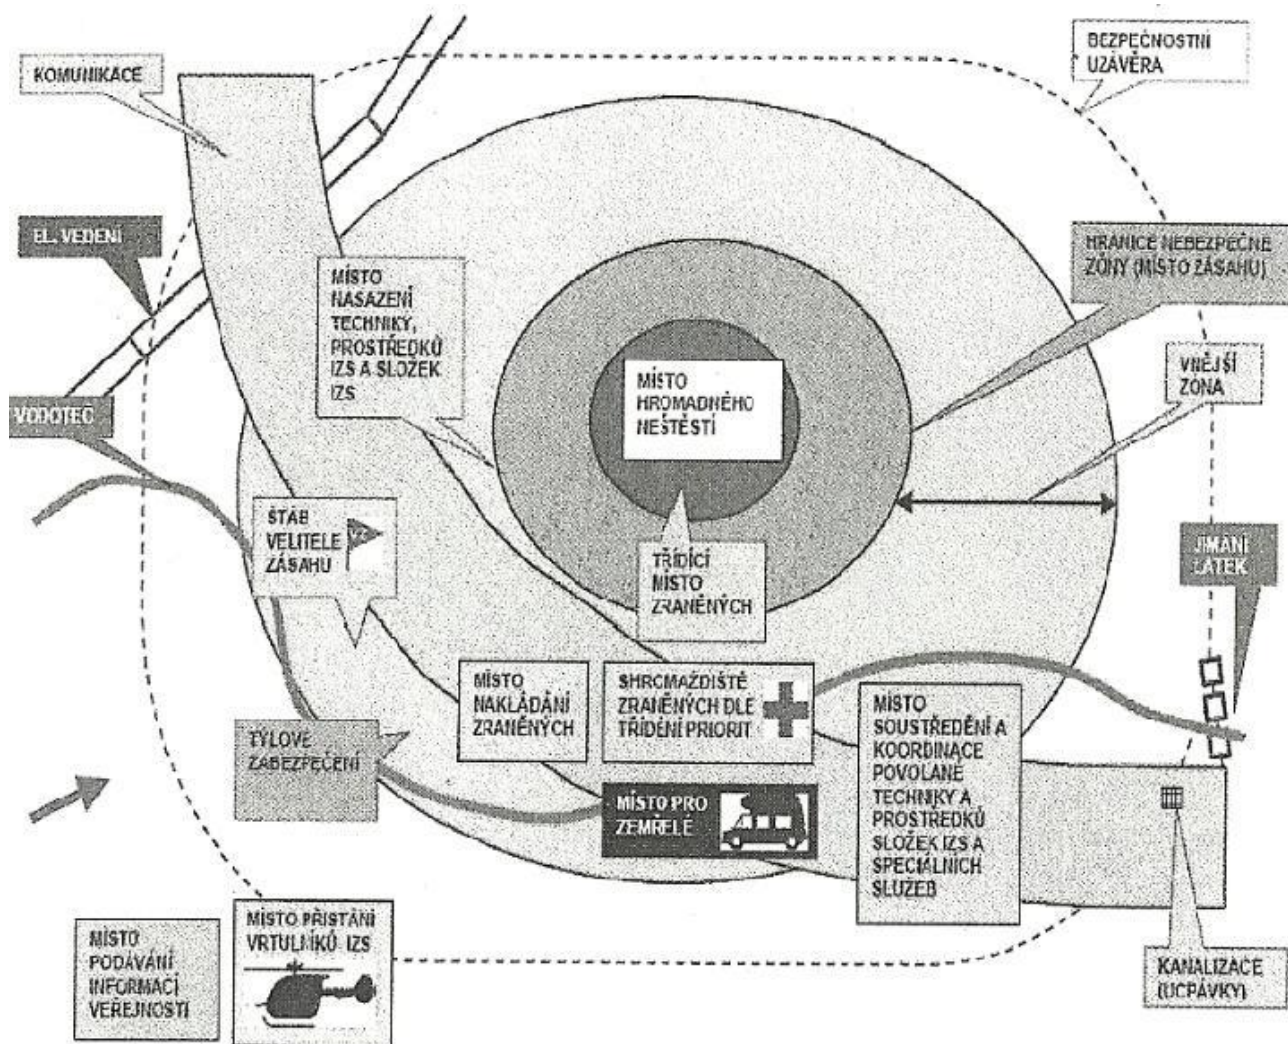 KOMUNIKACE
BEZPEČNOSTNÍ
UZÁVĚRA
EL. VEDENÍ
HRANICE NEBEZPEČNÉ
ZÓNY (MÍSTO ZÁSAHU)
MÍSTO
NASAZENÍ
TECHNIKY,
PROSTŘEDKŮ
IZS A SLOŽEK
IZS
VNĚJŠÍ
ZÓNA
MÍSTO
HROMADNÉHO
NEŠTĚSTÍ
VODOTEČ
ŠTÁB
VELITELE
ZÁSAHU
VZ
TŘÍDÍCÍ
MÍSTO
ZRANĚNÝCH
JÍMÁNÍ
LÁTEK
MÍSTO
NAKLÁDÁNÍ
ZRANĚNÝCH
SHROMAŽDIŠTĚ
ZRANĚNÝCH DLE
TŘÍDĚNÍ PRIORIT
MÍSTO
SOUSTŘEDĚNÍ A
KOORDINACE
POVOLANÉ
TECHNIKY A
PROSTŘEDKŮ
SLOŽEK IZS A
SPECIÁLNÍCH
SLUŽEB
TÝLOVÉ
ZABEZPEČENÍ
MÍSTO PRO
ZEMŘELÉ
MÍSTO PŘISTÁNÍ
VRTULNÍKŮ IZS
MÍSTO
PODÁVÁNÍ
INFORMACÍ
VEŘEJNOSTI
KANALIZACE
(UCPÁVKY)